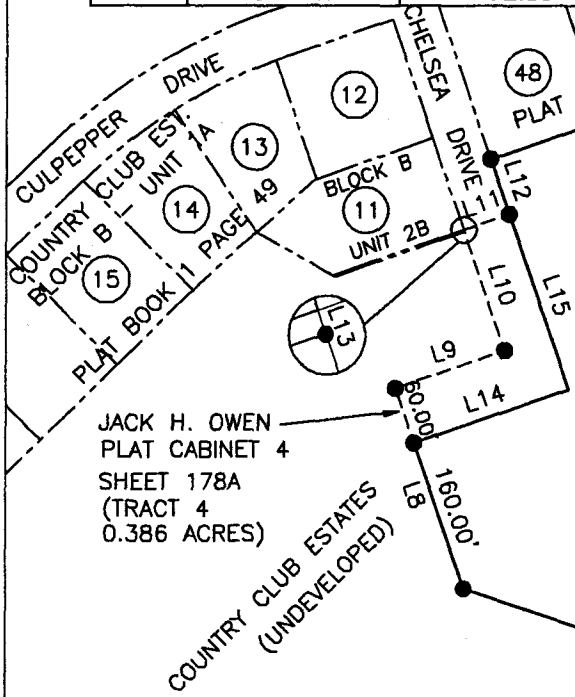 CULPEPPER DRIVE
CHELSEA DRIVE
48
PLAT
12
13
COUNTRY CLUB EST
BLOCK B - UNIT 1A
14
15
PLAT BOOK 1 PAGE 49
BLOCK B
11
UNIT 2B
L12
L11
L10
L15
L13
L9
L14
60.00'
JACK H. OWEN
PLAT CABINET 4
SHEET 178A
(TRACT 4
0.386 ACRES)
L8
160.00'
COUNTRY CLUB ESTATES
(UNDEVELOPED)